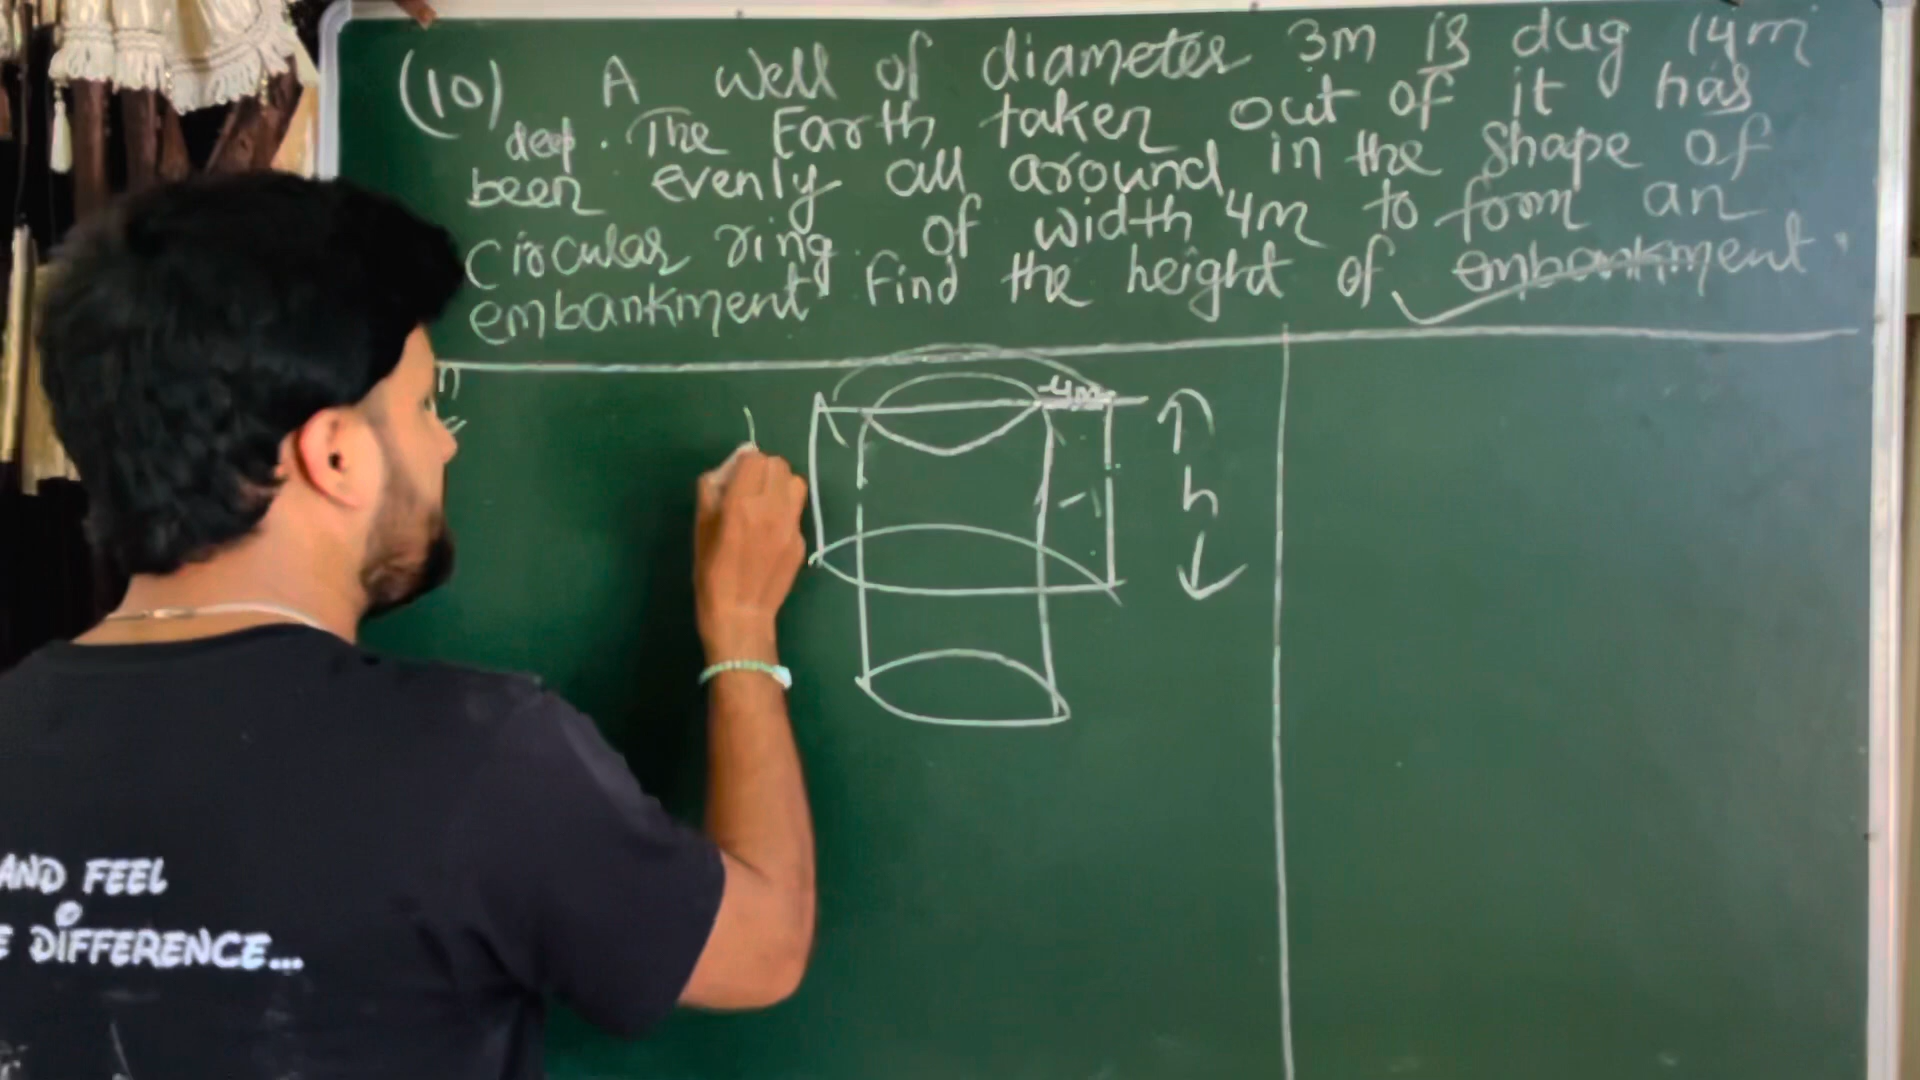 (10) A well of diameter 3m is dug 14m
deep. The Earth taken out of it has
been evenly all around in the shape of
Circular ring of width 4m to form an
embankment Find the height of embankment.
4m
h
AND FEEL
DIFFERENCE...